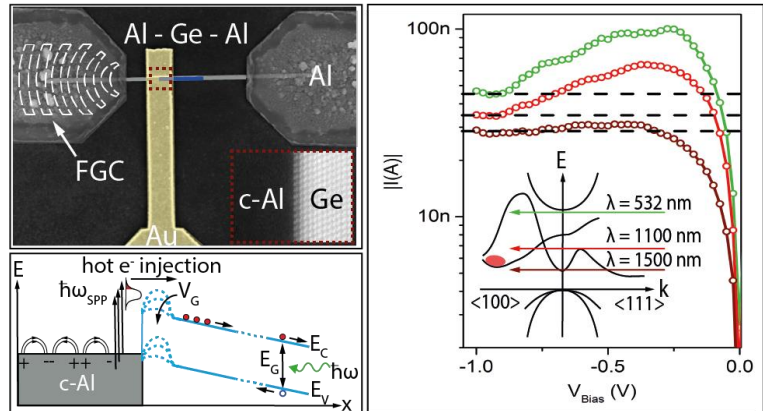 Al - Ge - Al
Al
FGC
c-Al
Ge
Au
E
hot e⁻ injection
ħω_SPP
V_G
E_C
E_G
ħω
+ -- ++ -
c-Al
E_V
x
100n
10n
|I(A)|
E
λ = 532 nm
λ = 1100 nm
λ = 1500 nm
k
<100>
<111>
-1.0
-0.5
0.0
V_Bias (V)